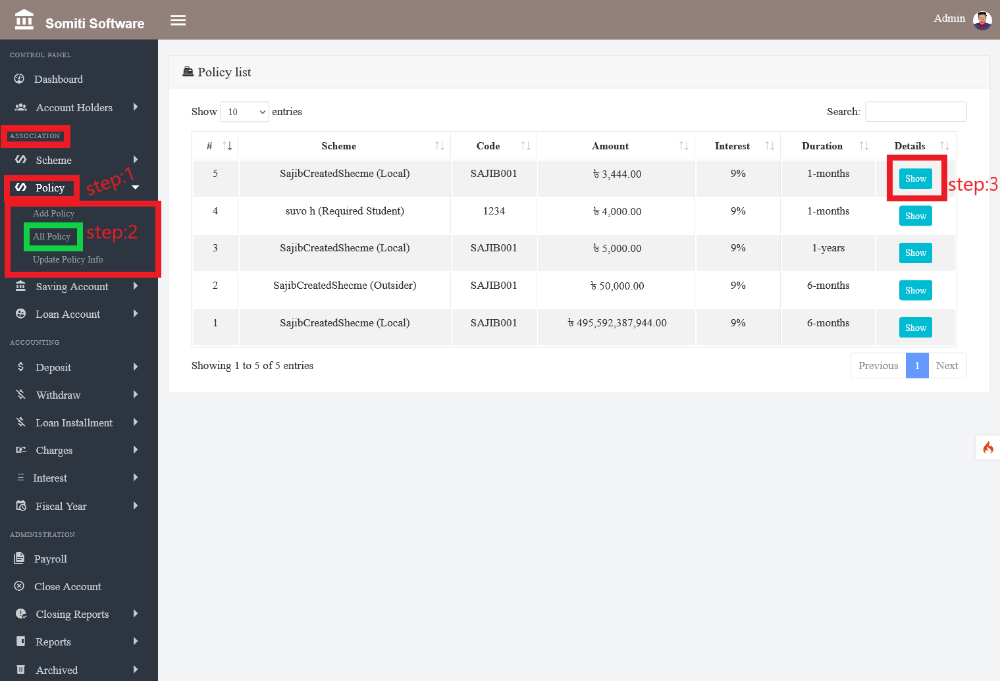 Somiti Software
Admin
CONTROL PANEL
Dashboard
Account Holders
ASSOCIATION
Scheme
Policy
step:1
Add Policy
All Policy
step:2
Update Policy Info
Saving Account
Loan Account
ACCOUNTING
Deposit
Withdraw
Loan Installment
Charges
Interest
Fiscal Year
ADMINISTRATION
Payroll
Close Account
Closing Reports
Reports
Archived
Policy list
Show 10 entries
Search:
# Scheme Code Amount Interest Duration Details
5 SajibCreatedShecme (Local) SAJIB001 ৳ 3,444.00 9% 1-months Show
step:3
4 suvo h (Required Student) 1234 ৳ 4,000.00 9% 1-months Show
3 SajibCreatedShecme (Local) SAJIB001 ৳ 5,000.00 9% 1-years Show
2 SajibCreatedShecme (Outsider) SAJIB001 ৳ 50,000.00 9% 6-months Show
1 SajibCreatedShecme (Local) SAJIB001 ৳ 495,592,387,944.00 9% 6-months Show
Showing 1 to 5 of 5 entries
Previous 1 Next